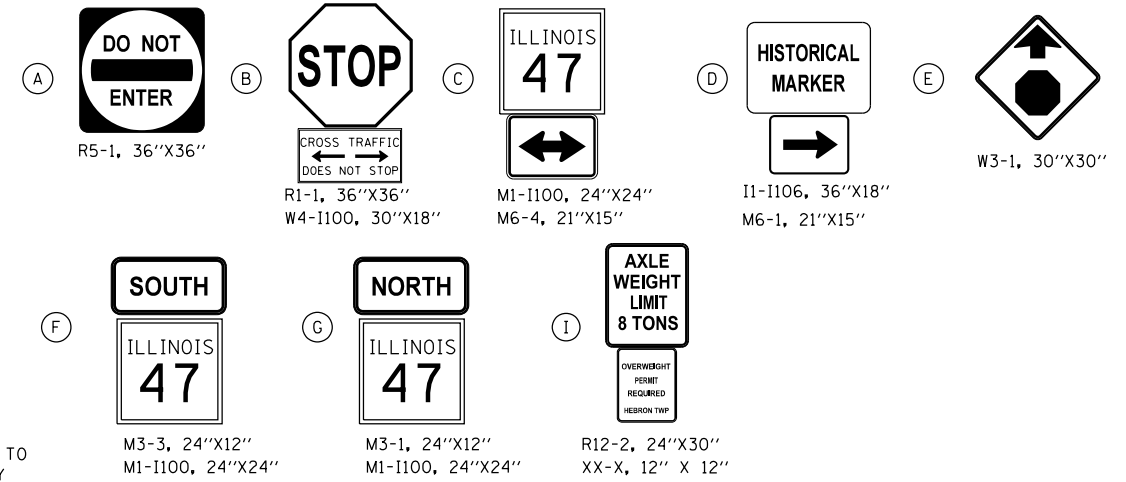 A
DO NOT
ENTER
R5-1, 36''X36''
B
STOP
CROSS TRAFFIC
DOES NOT STOP
R1-1, 36''X36''
W4-I100, 30''X18''
C
ILLINOIS
47
M1-I100, 24''X24''
M6-4, 21''X15''
D
HISTORICAL
MARKER
I1-I106, 36''X18''
M6-1, 21''X15''
E
W3-1, 30''X30''
F
SOUTH
ILLINOIS
47
M3-3, 24''X12''
M1-I100, 24''X24''
G
NORTH
ILLINOIS
47
M3-1, 24''X12''
M1-I100, 24''X24''
I
AXLE
WEIGHT
LIMIT
8 TONS
OVERWEIGHT
PERMIT
REQUIRED
HEBRON TWP
R12-2, 24''X30''
XX-X, 12'' X 12''
TO
Y